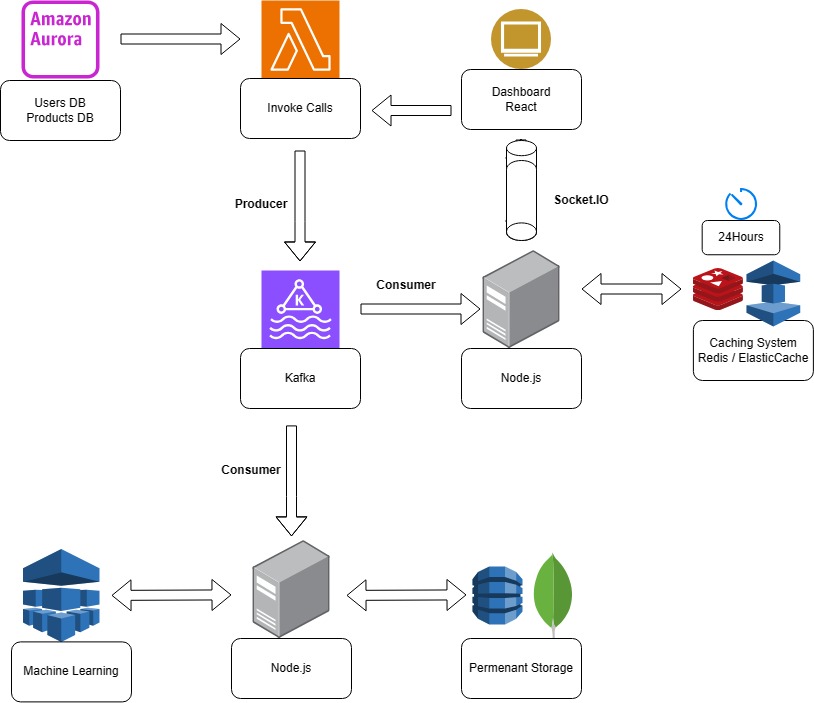 Amazon
Aurora
Users DB
Products DB
Invoke Calls
Dashboard
React
Producer
Socket.IO
24Hours
K
Consumer
Caching System
Redis / ElasticCache
Kafka
Node.js
Consumer
Machine Learning
Node.js
Permenant Storage